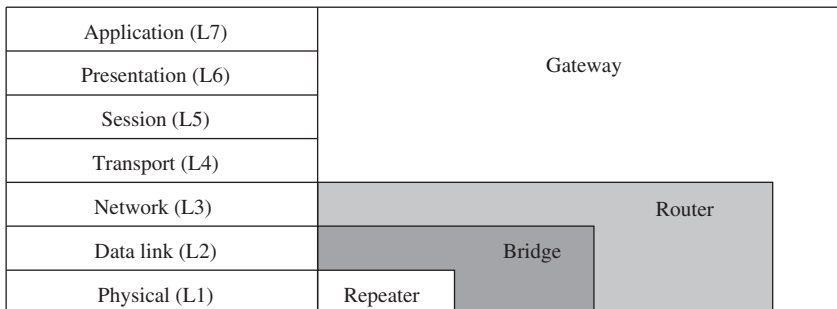 Application (L7)
Presentation (L6)
Gateway
Session (L5)
Transport (L4)
Network (L3)
Router
Data link (L2)
Bridge
Physical (L1)
Repeater